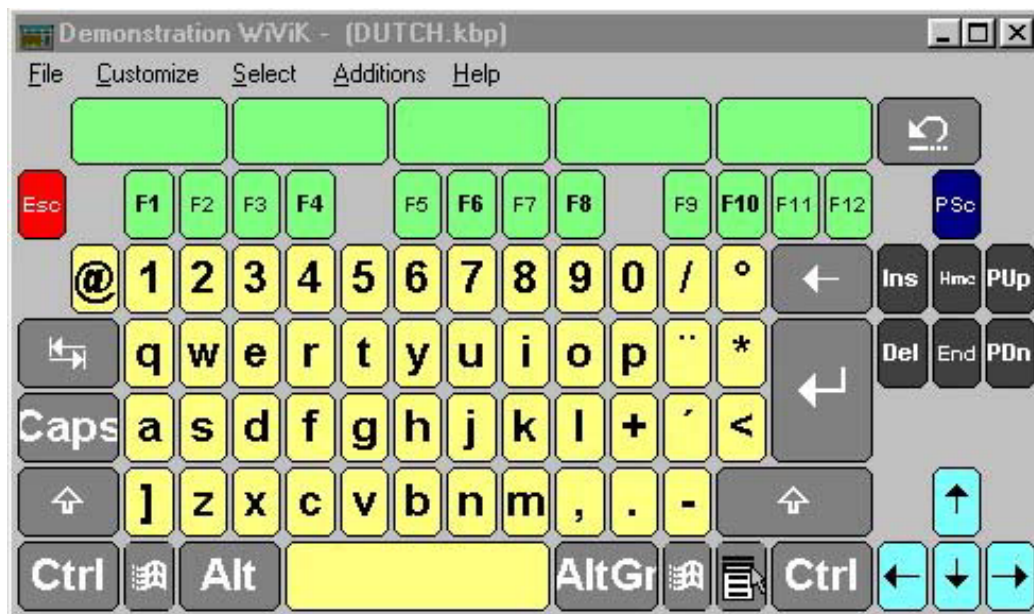 Demonstration WiViK - (DUTCH.kbp)
File Customize Select Additions Help
Esc F1 F2 F3 F4 F5 F6 F7 F8 F9 F10 F11 F12 PSc
@ 1 2 3 4 5 6 7 8 9 0 / ° Ins Hme PUp
q w e r t y u i o p ¨ * Del End PDn
Caps a s d f g h j k l + ´ <
] z x c v b n m , . -
Ctrl Alt AltGr Ctrl